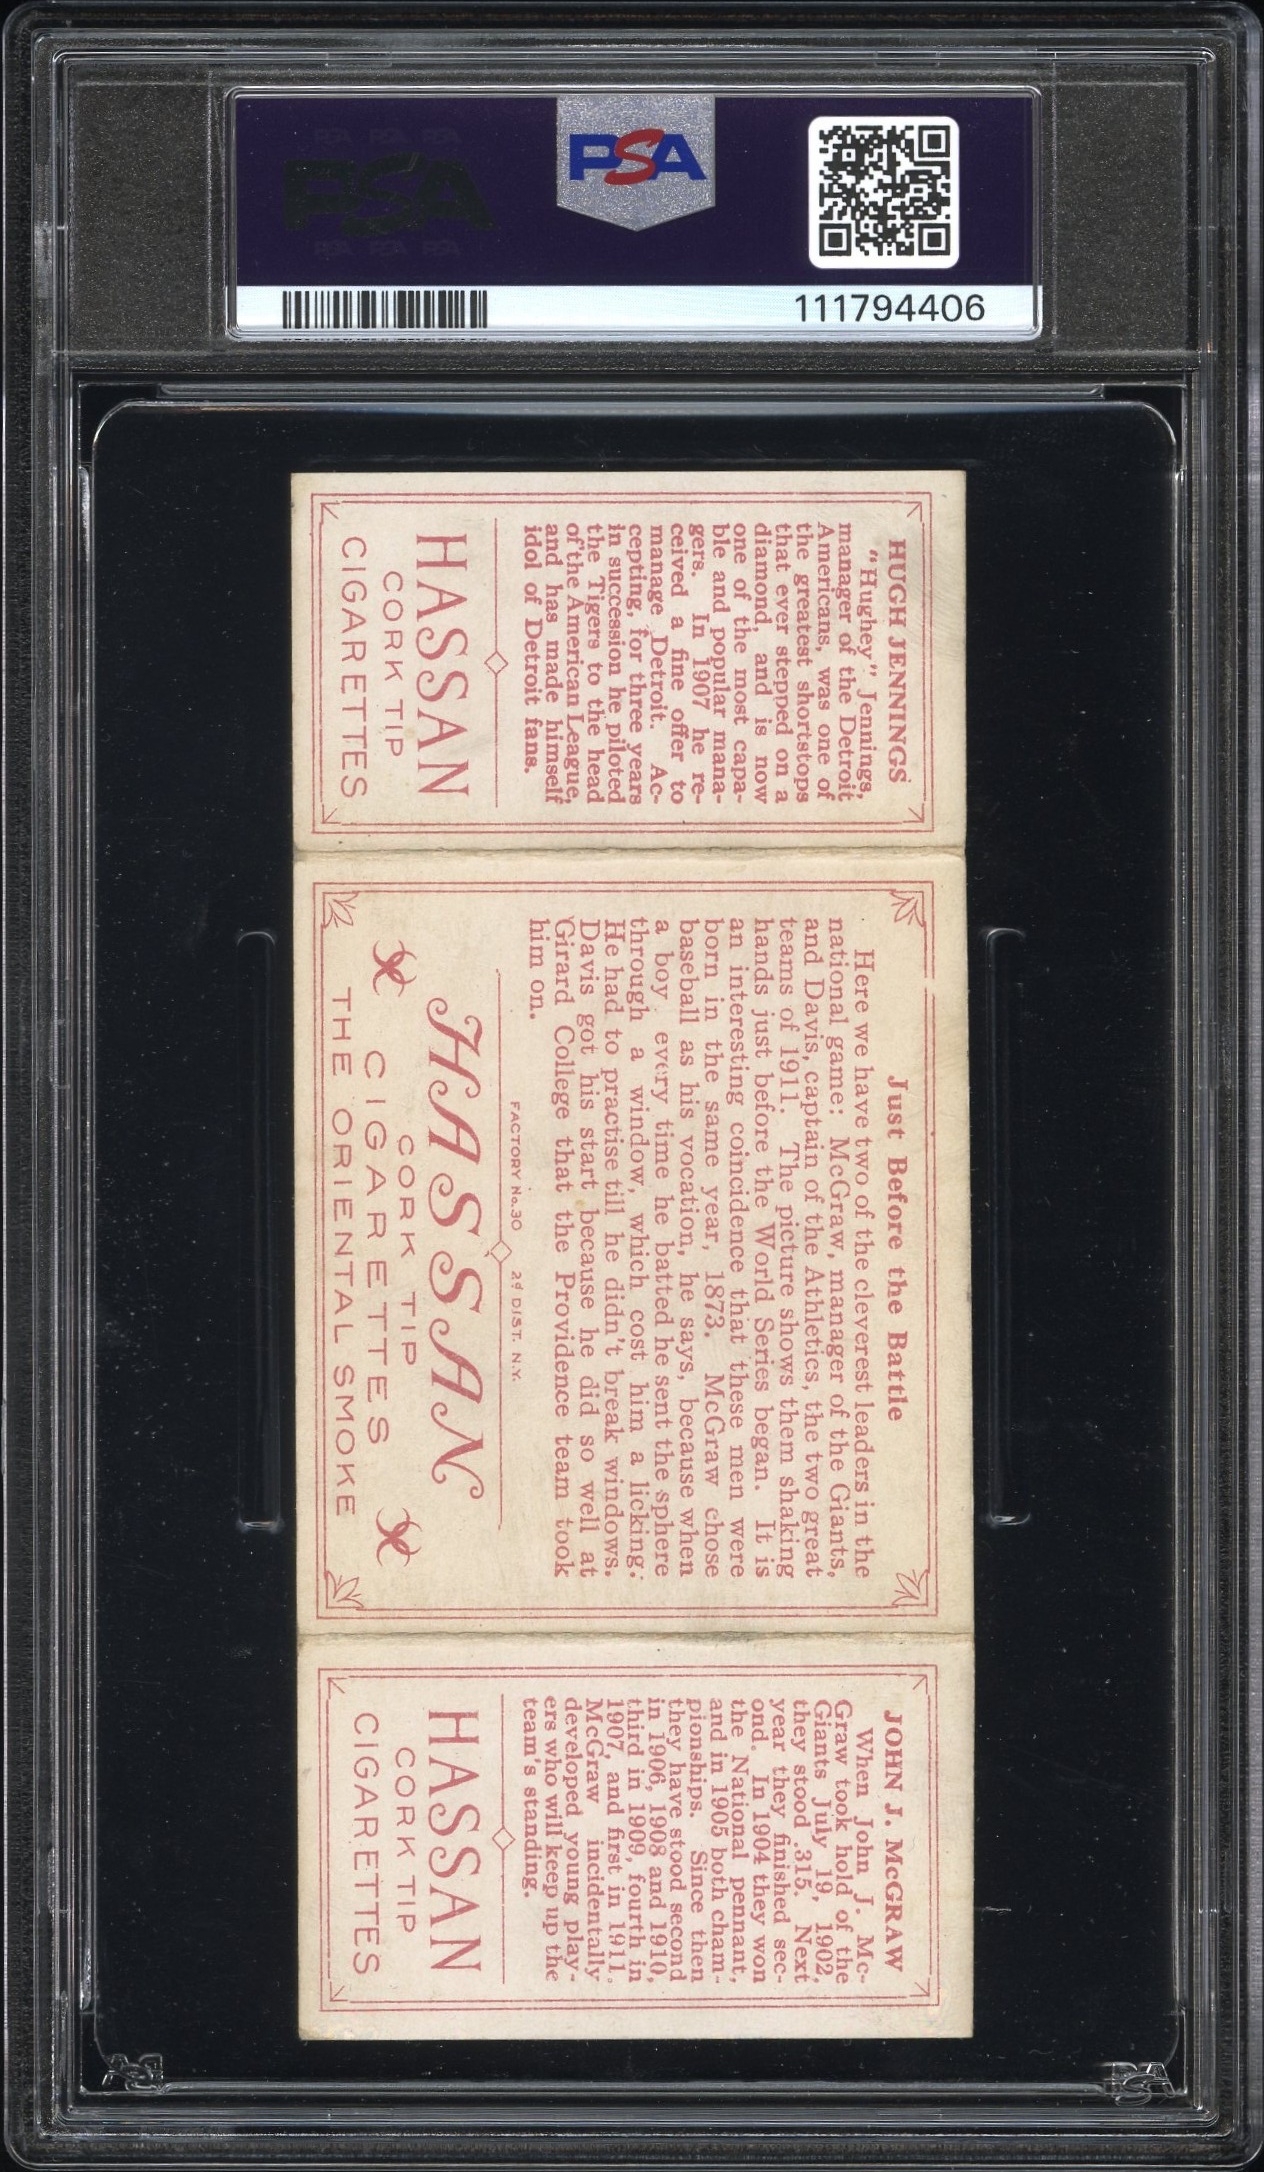 PSA
PSA
111794406
HUGH JENNINGS
"Hughey" Jennings,
manager of the Detroit
Americans, was one of
the greatest shortstops
that ever stepped on a
diamond, and is now
one of the most capa-
ble and popular mana-
gers. In 1907 he re-
ceived a fine offer to
manage Detroit. Ac-
cepting, for three years
in succession he piloted
the Tigers to the head
of the American League,
and has made himself
idol of Detroit fans.
HASSAN
CORK TIP
CIGARETTES
Just Before the Battle
Here we have two of the cleverest leaders in the
national game: McGraw, manager of the Giants,
and Davis, captain of the Athletics, the two great
teams of 1911. The picture shows them shaking
hands just before the World Series began. It is
an interesting coincidence that these men were
born in the same year, 1873. McGraw chose
baseball as his vocation, he says, because when
a boy every time he batted he sent the sphere
through a window, which cost him a licking.
He had to practise till he didn't break windows.
Davis got his start because he did so well at
Girard College that the Providence team took
him on.
FACTORY No. 30 2d DIST. N.Y.
HASSAN
CORK TIP
CIGARETTES
THE ORIENTAL SMOKE
JOHN J. McGRAW
When John J. Mc-
Graw took hold of the
Giants July 19, 1902,
they stood .315. Next
year they finished sec-
ond. In 1904 they won
the National pennant,
and in 1905 both cham-
pionships. Since then
they have stood second
in 1906, 1908 and 1910,
third in 1909, fourth in
1907, and first in 1911.
McGraw incidentally
developed young play-
ers who will keep up the
team's standing.
HASSAN
CORK TIP
CIGARETTES
PSA
PSA